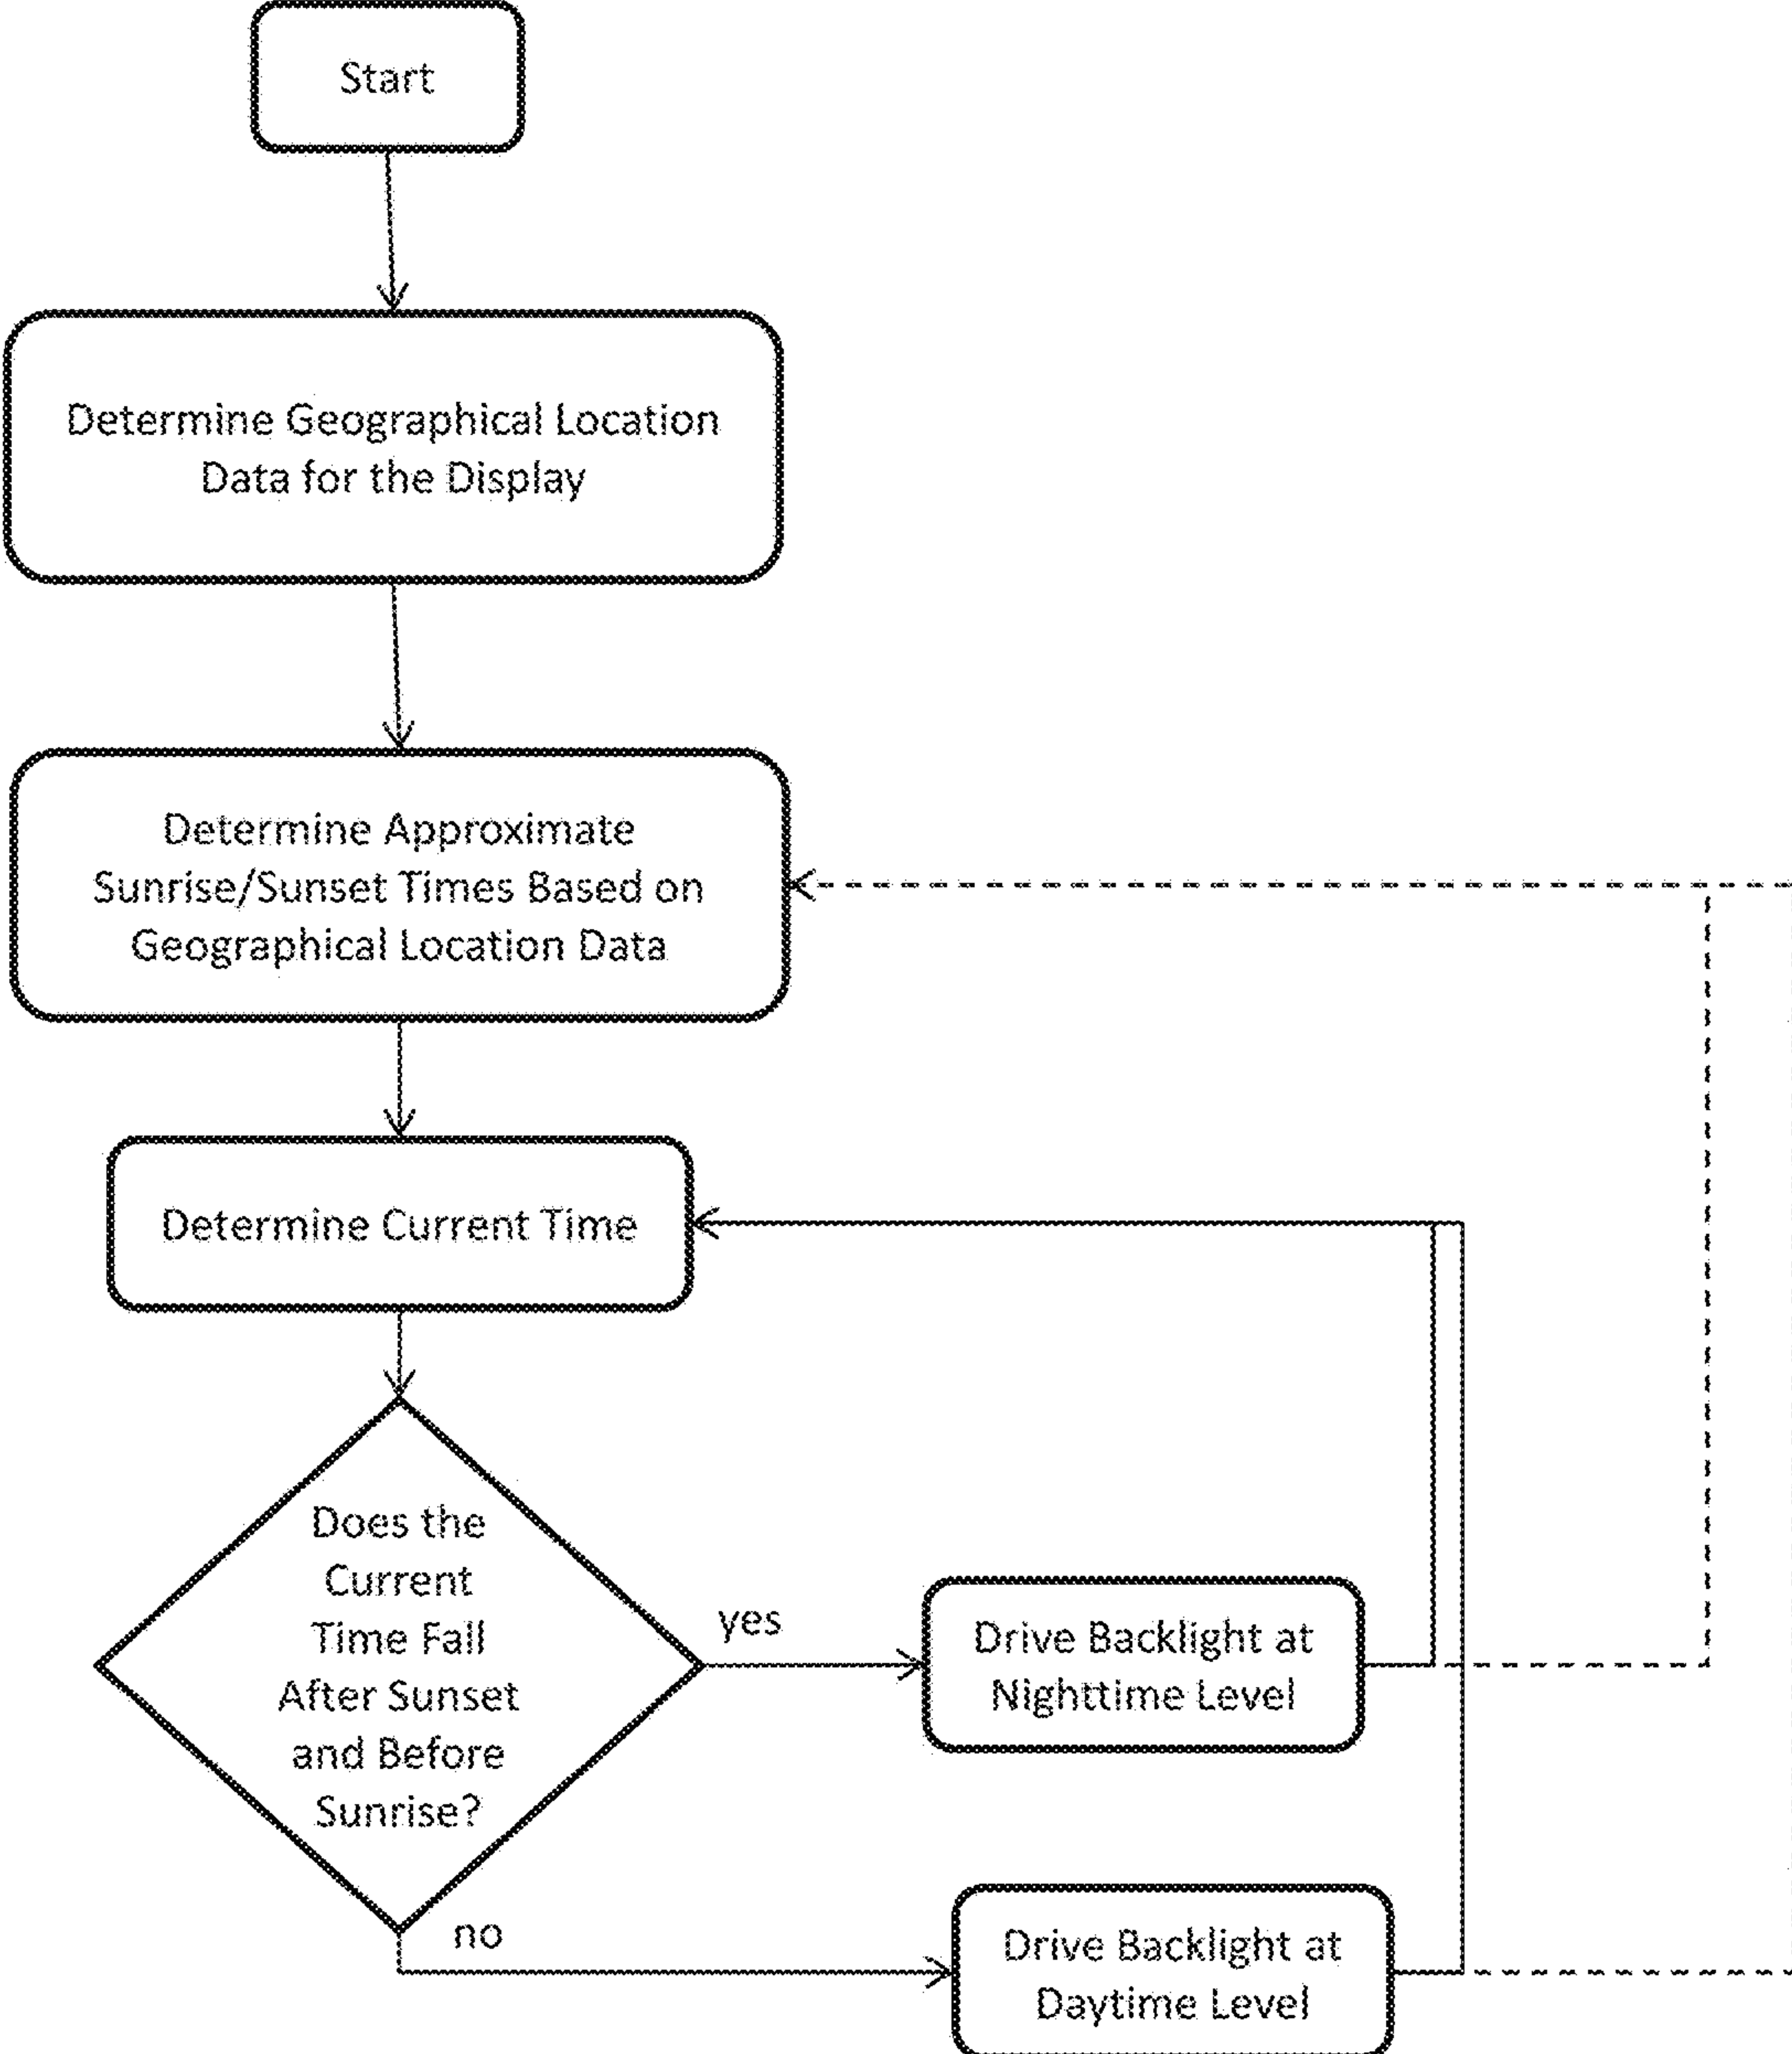 Start
Determine Geographical Location
Data for the Display
Determine Approximate
Sunrise/Sunset Times Based on
Geographical Location Data
Determine Current Time
Does the
Current
Time Fall
After Sunset
and Before
Sunrise?
yes
Drive Backlight at
Nighttime Level
no
Drive Backlight at
Daytime Level